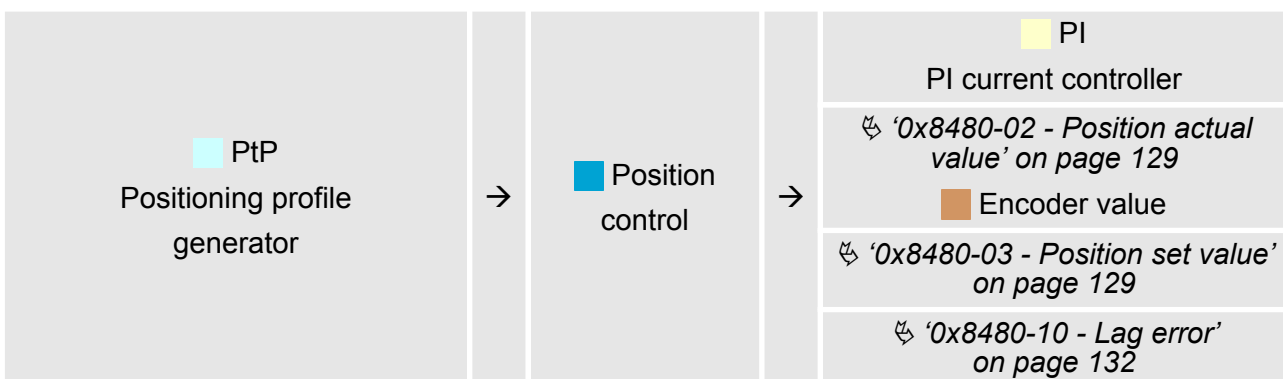 PtP
Positioning profile
generator
→
Position
control
→
PI
PI current controller
↳ ‘0x8480-02 - Position actual
value’ on page 129
Encoder value
↳ ‘0x8480-03 - Position set value’
on page 129
↳ ‘0x8480-10 - Lag error’
on page 132